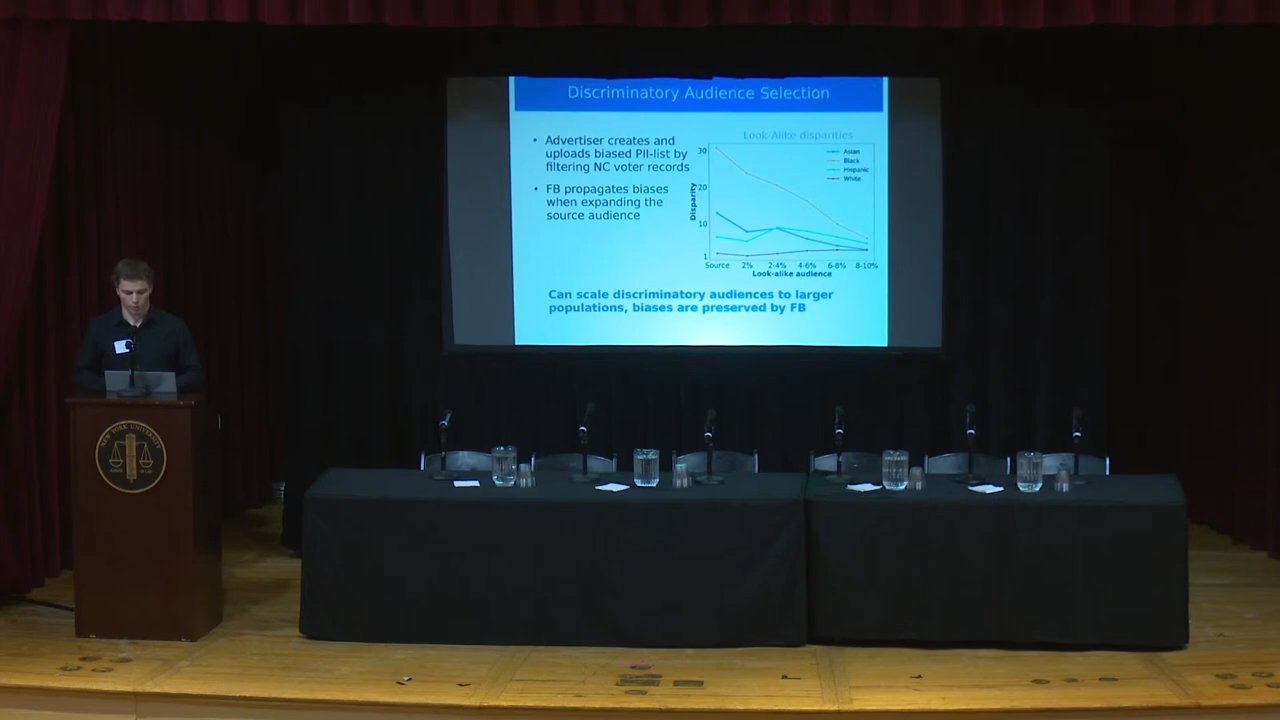 Discriminatory Audience Selection
• Advertiser creates and
uploads biased PII-list by
filtering NC voter records
• FB propagates biases
when expanding the
source audience
Look-Alike disparities
30
20
10
1
Disparity
Asian
Black
Hispanic
White
Source 2% 2-4% 4-6% 6-8% 8-10%
Look-alike audience
Can scale discriminatory audiences to larger
populations, biases are preserved by FB
NEW YORK UNIVERSITY